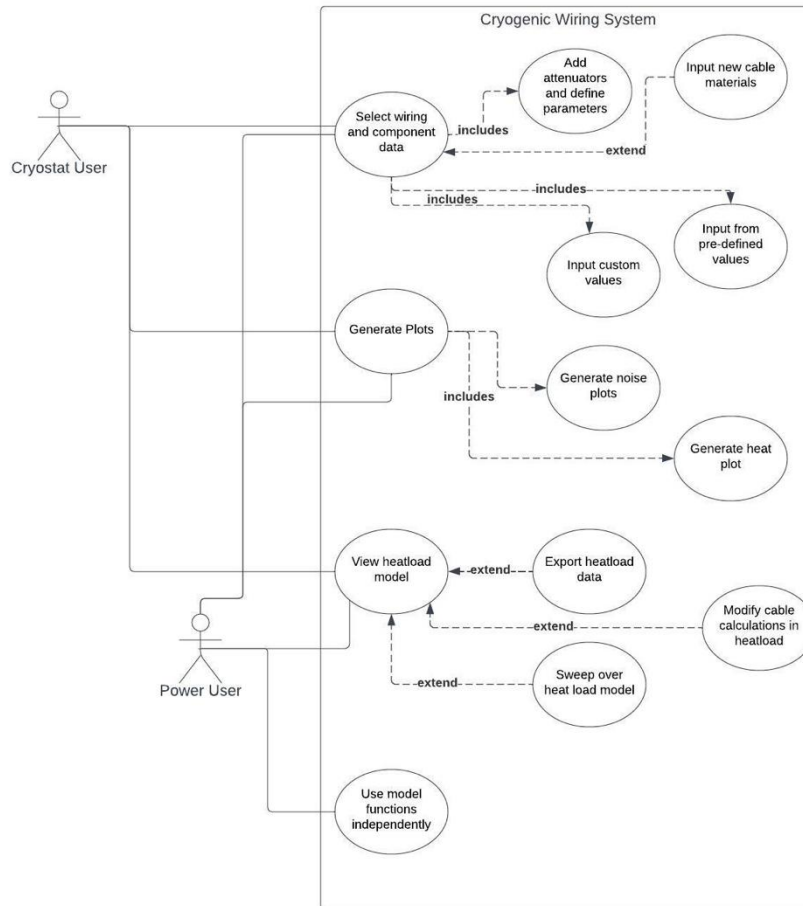 Cryogenic Wiring System
Add
attenuators
and define
parameters
Input new cable
materials
Select wiring
and component
data
includes
extend
Cryostat User
includes
includes
Input from
pre-defined
values
Input custom
values
Generate Plots
Generate noise
plots
includes
Generate heat
plot
View heatload
model
extend
Export heatload
data
Modify cable
calculations in
heatload
extend
extend
Sweep over
heat load model
Power User
Use model
functions
independently